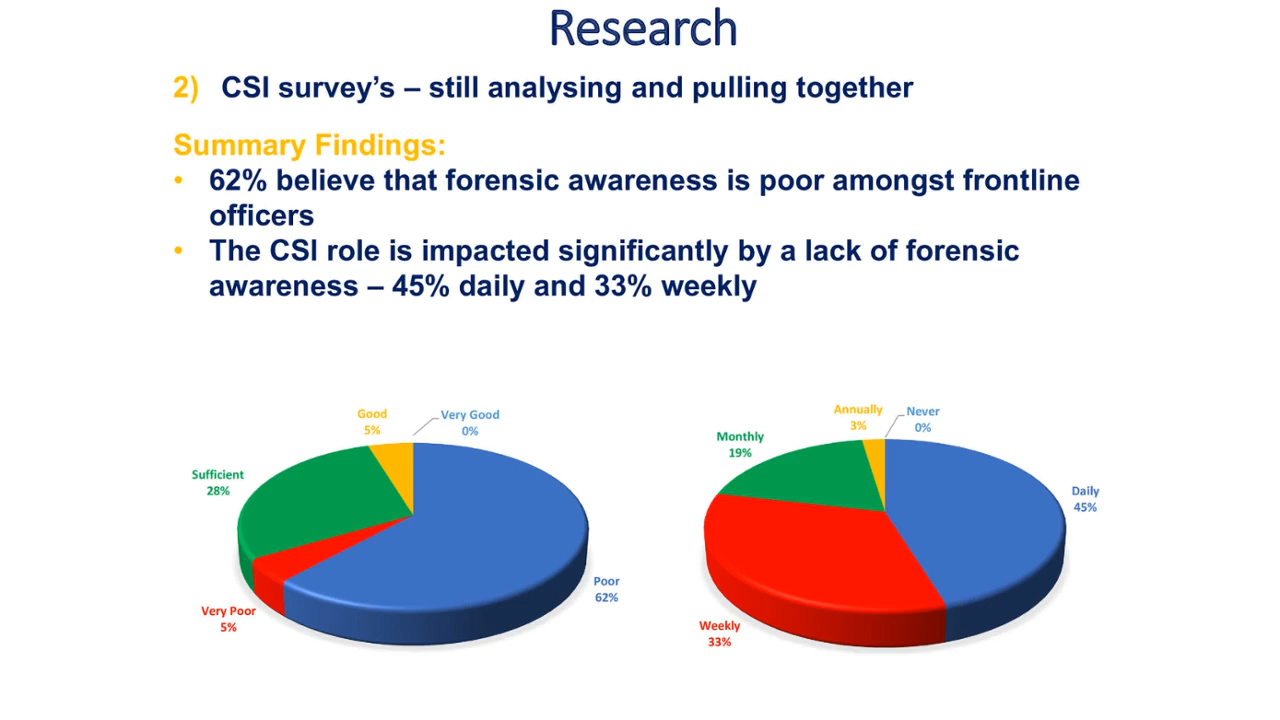 Research
2) CSI survey’s – still analysing and pulling together
Summary Findings:
• 62% believe that forensic awareness is poor amongst frontline
officers
• The CSI role is impacted significantly by a lack of forensic
awareness – 45% daily and 33% weekly
Good
5%
Very Good
0%
Sufficient
28%
Poor
62%
Very Poor
5%
Annually
3%
Never
0%
Monthly
19%
Daily
45%
Weekly
33%